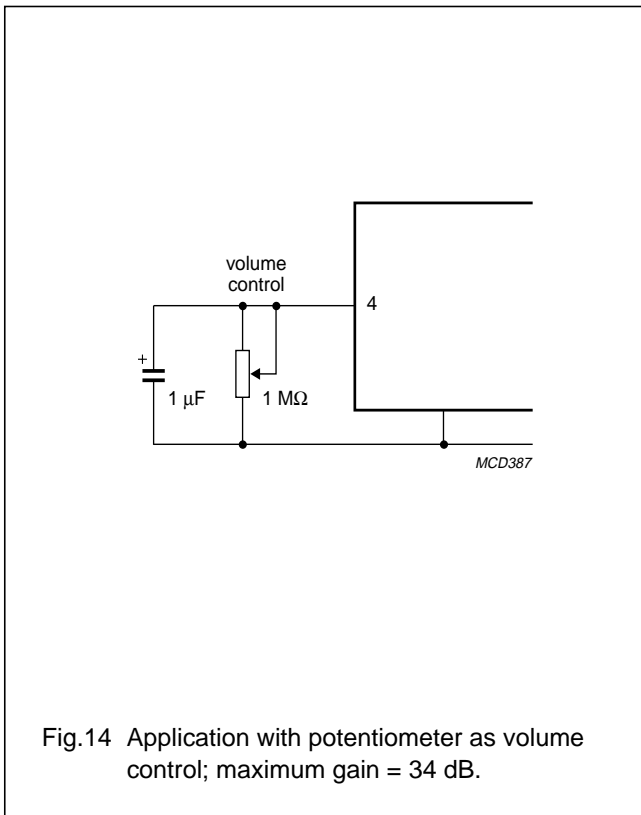 volume
control
4
+
1 μF
1 MΩ
MCD387
Fig.14 Application with potentiometer as volume
control; maximum gain = 34 dB.